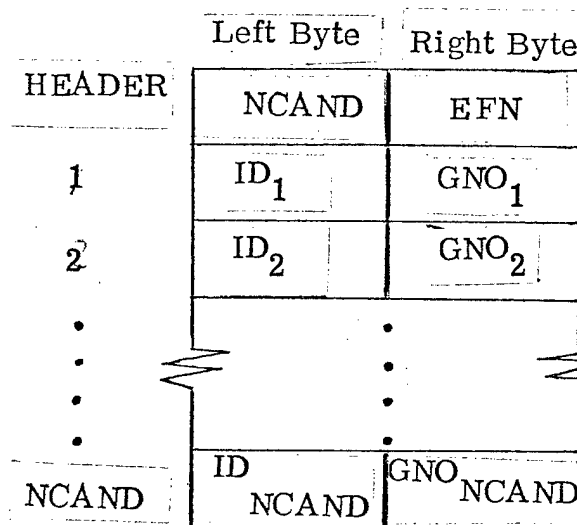 Left Byte Right Byte
HEADER NCAND EFN
1 ID1 GNO1
2 ID2 GNO2
NCAND IDNCAND GNONCAND